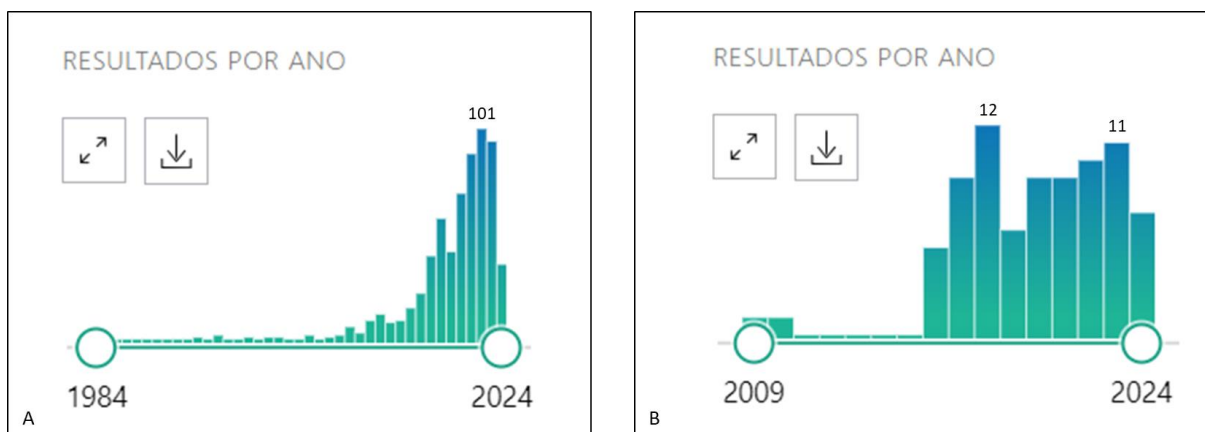 RESULTADOS POR ANO
101
1984
2024
A
RESULTADOS POR ANO
12
11
2009
2024
B